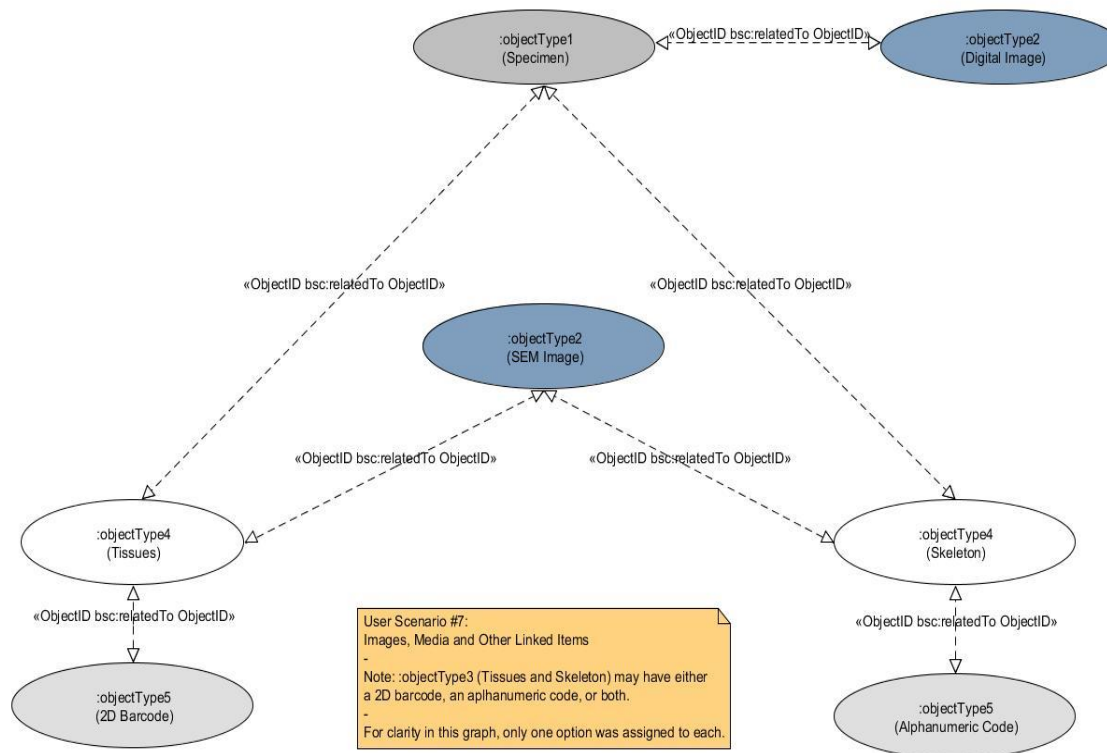 :objectType1
(Specimen)
«ObjectID bsc:relatedTo ObjectID»
:objectType2
(Digital Image)
«ObjectID bsc:relatedTo ObjectID»
«ObjectID bsc:relatedTo ObjectID»
:objectType2
(SEM Image)
«ObjectID bsc:relatedTo ObjectID»
«ObjectID bsc:relatedTo ObjectID»
:objectType4
(Tissues)
:objectType4
(Skeleton)
«ObjectID bsc:relatedTo ObjectID»
«ObjectID bsc:relatedTo ObjectID»
User Scenario #7:
Images, Media and Other Linked Items
-
Note: :objectType3 (Tissues and Skeleton) may have either
a 2D barcode, an aplhanumeric code, or both.
-
For clarity in this graph, only one option was assigned to each.
:objectType5
(2D Barcode)
:objectType5
(Alphanumeric Code)